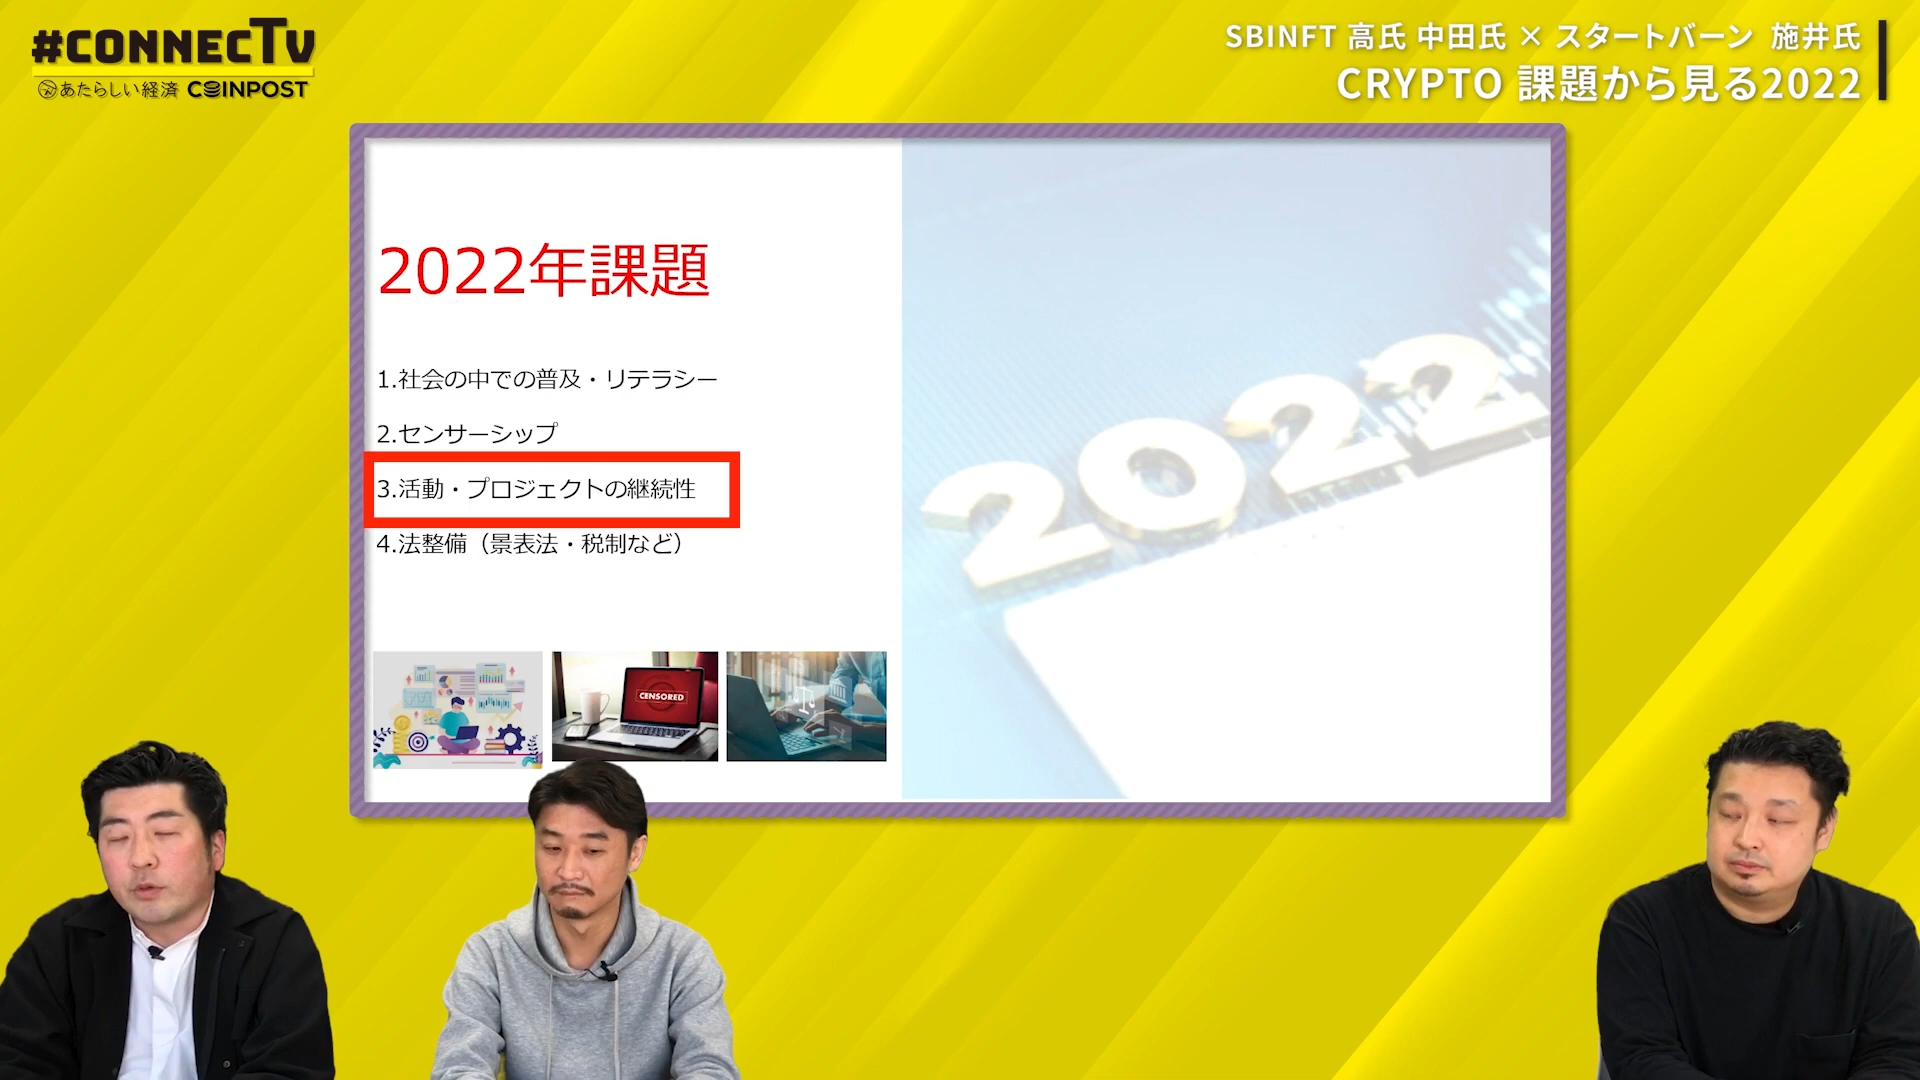 #CONNECTV
あたらしい経済 COINPOST
SBINFT 高氏 中田氏 × スタートバーン 施井氏
CRYPTO 課題から見る2022
2022年課題
1.社会の中での普及・リテラシー
2.センサーシップ
3.活動・プロジェクトの継続性
4.法整備（景表法・税制など）
CENSORED
2022